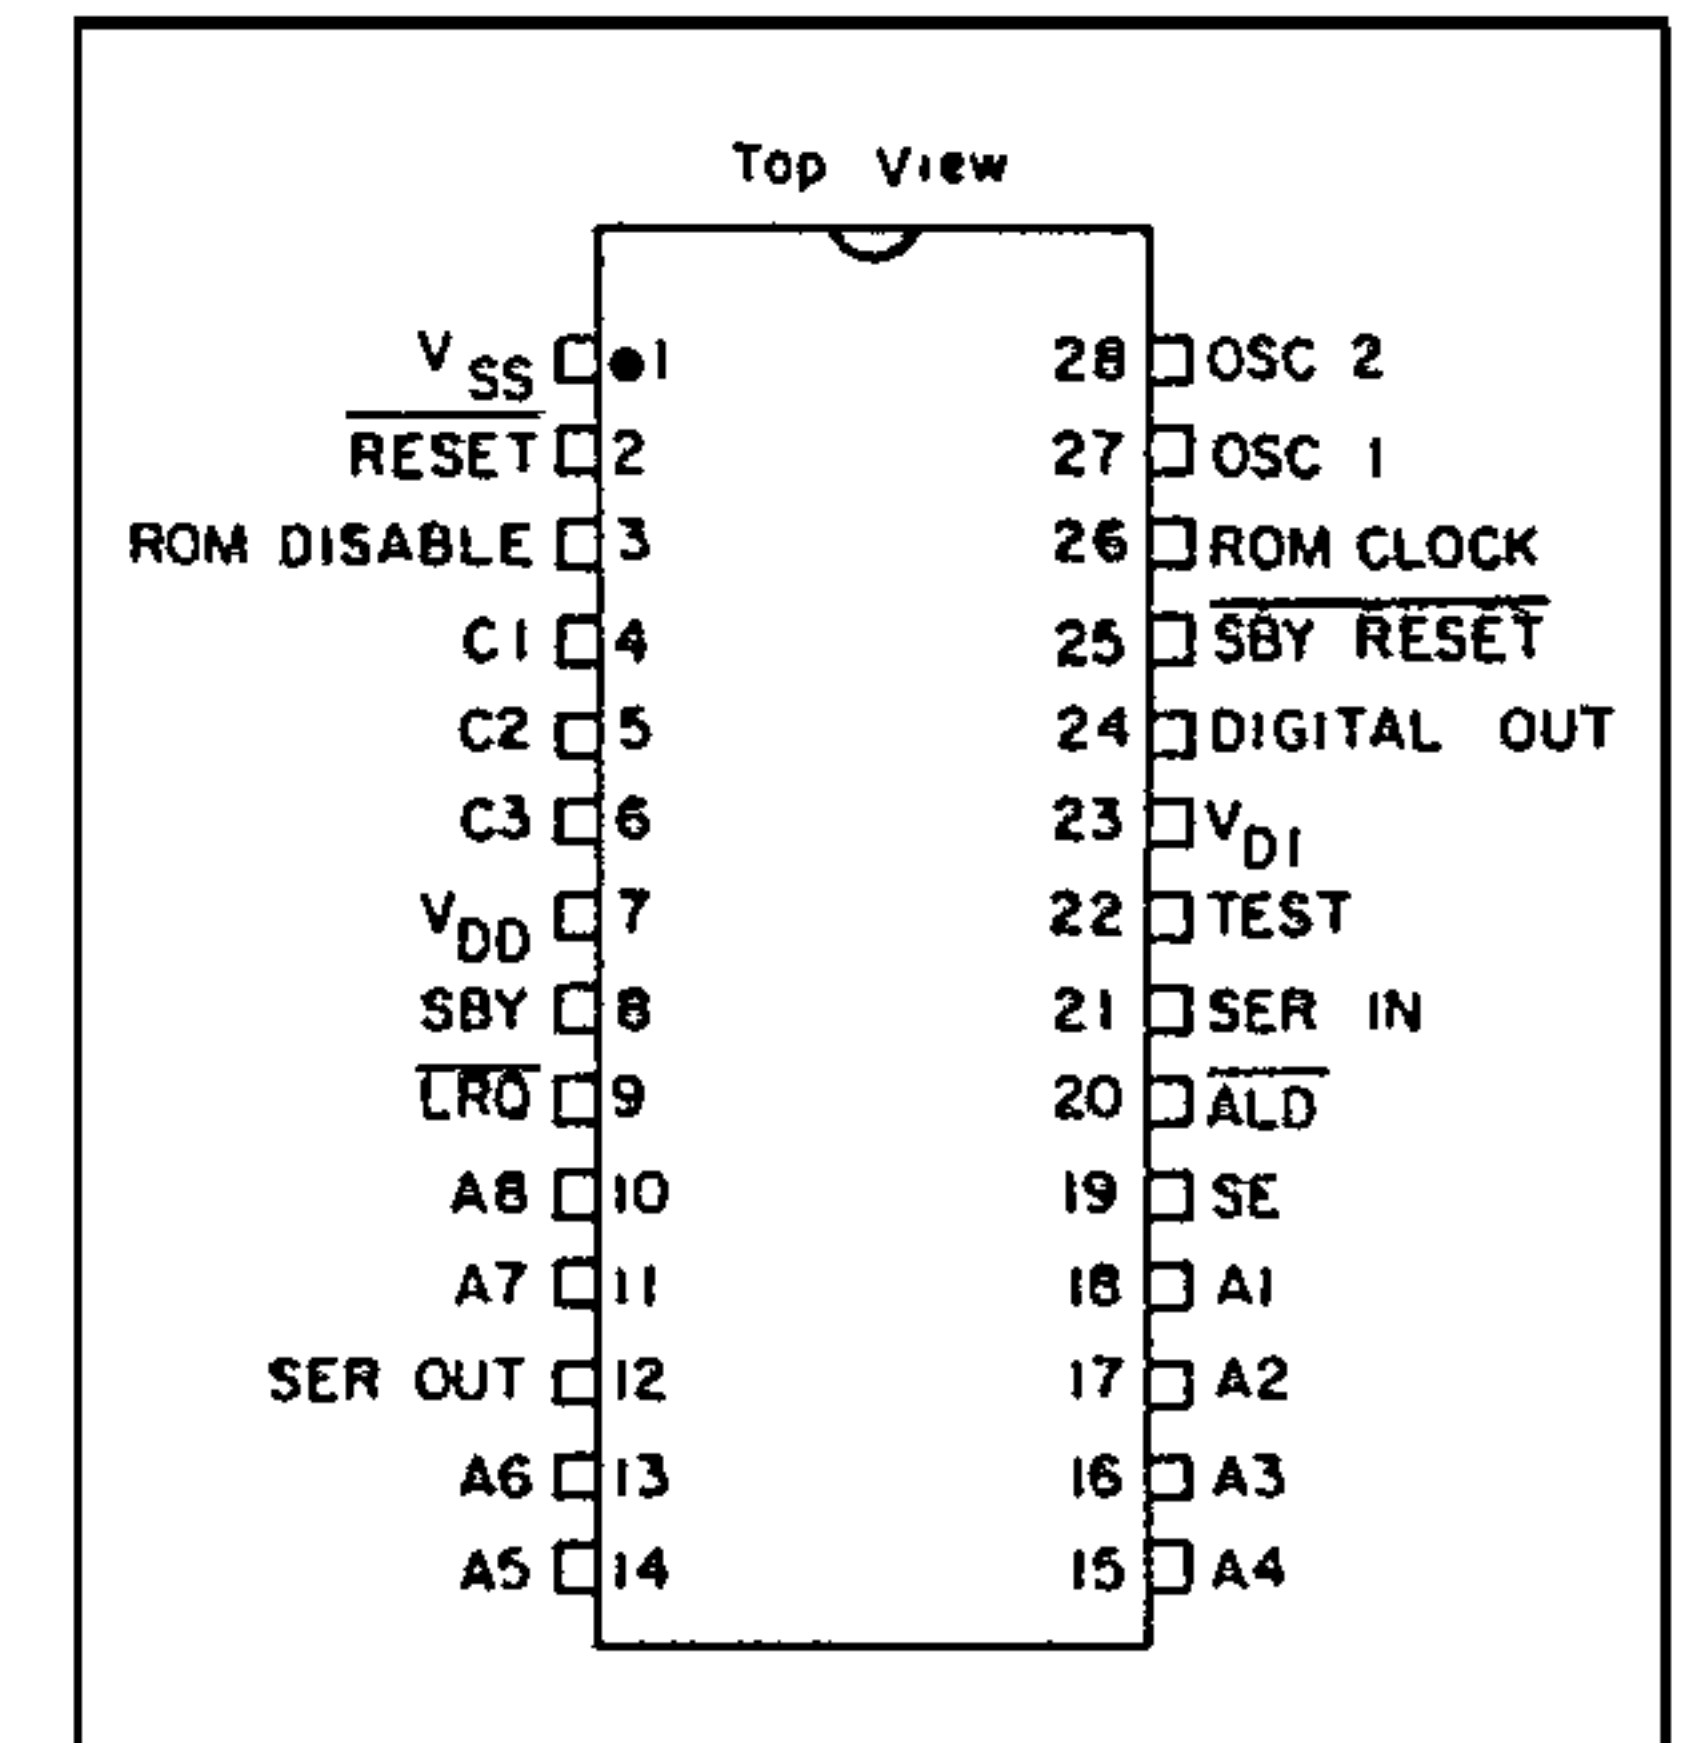 Top View
V SS 1 28 OSC 2
RESET 2 27 OSC 1
ROM DISABLE 3 26 ROM CLOCK
C1 4 25 SBY RESET
C2 5 24 DIGITAL OUT
C3 6 23 V D1
V DD 7 22 TEST
SBY 8 21 SER IN
LRQ 9 20 ALD
A8 10 19 SE
A7 11 18 A1
SER OUT 12 17 A2
A6 13 16 A3
A5 14 15 A4